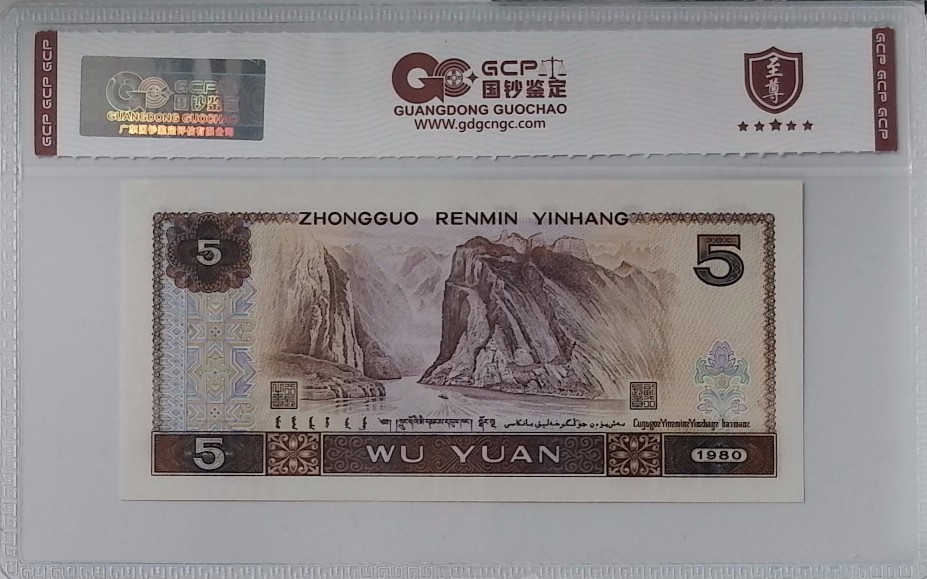 GCP GCP GCP
GCP
国钞鉴定
GUANGDONG GUOCHAO
广东国钞鉴定评估有限公司
GCP
国钞鉴定
GUANGDONG GUOCHAO
WWW.gdgcngc.com
至尊
GCP GCP GCP
ZHONGGUO RENMIN YINHANG
5
5
5
WU YUAN
1980